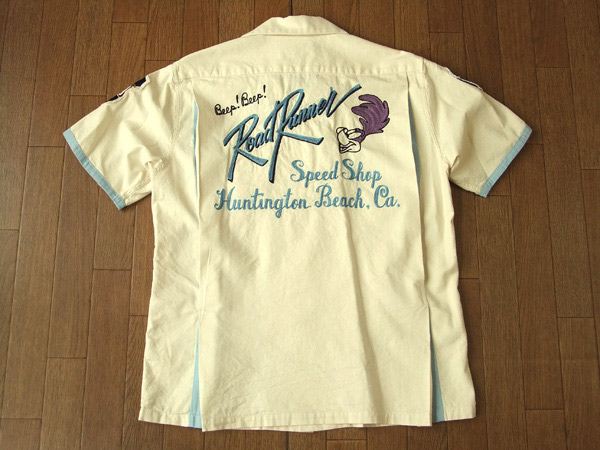 Beep! Beep!
Road Runner
Speed Shop
Huntington Beach, Ca.